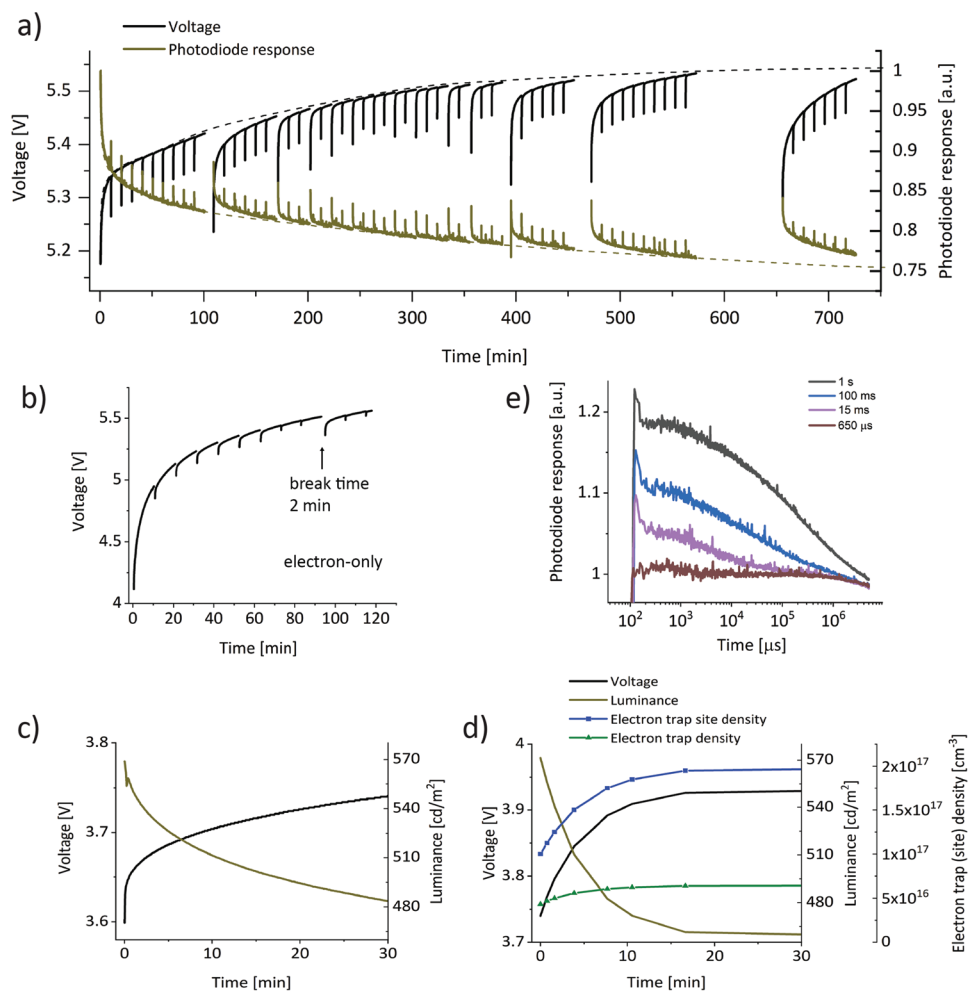 a)
Voltage
Photodiode response
5.5
5.4
5.3
5.2
Voltage [V]
1
0.95
0.9
0.85
0.8
0.75
Photodiode response [a.u.]
0 100 200 300 400 500 600 700
Time [min]
b)
5.5
5
4.5
4
Voltage [V]
break time
2 min
electron-only
0 20 40 60 80 100 120
Time [min]
e)
1 s
100 ms
15 ms
650 µs
1.2
1.1
1
Photodiode response [a.u.]
10² 10³ 10⁴ 10⁵ 10⁶
Time [µs]
c)
3.8
3.7
3.6
Voltage [V]
570
540
510
480
Luminance [cd/m²]
0 5 10 15 20 25 30
Time [min]
d)
Voltage
Luminance
Electron trap site density
Electron trap density
4
3.9
3.8
3.7
Voltage [V]
570
540
510
480
Luminance [cd/m²]
2x10¹⁷
1.5x10¹⁷
1x10¹⁷
5x10¹⁶
0
Electron trap (site) density [cm⁻³]
0 10 20 30
Time [min]